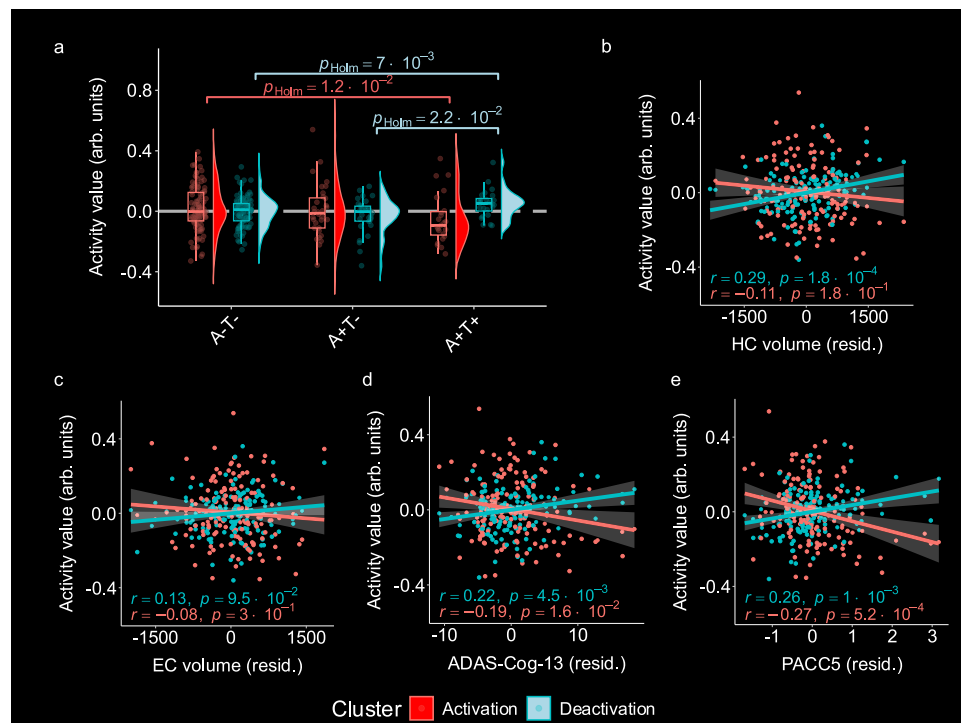 a
Activity value (arb. units)
0.8
0.4
0.0
-0.4
p_Holm = 7 · 10^−3
p_Holm = 1.2 · 10^−2
p_Holm = 2.2 · 10^−2
A-T-
A+T-
A+T+
b
Activity value (arb. units)
0.4
0.0
-0.4
r = 0.29, p = 1.8 · 10^−4
r = −0.11, p = 1.8 · 10^−1
-1500 0 1500
HC volume (resid.)
c
Activity value (arb. units)
0.4
0.0
-0.4
r = 0.13, p = 9.5 · 10^−2
r = −0.08, p = 3 · 10^−1
-1500 0 1500
EC volume (resid.)
d
Activity value (arb. units)
0.4
0.0
-0.4
r = 0.22, p = 4.5 · 10^−3
r = −0.19, p = 1.6 · 10^−2
-10 0 10
ADAS-Cog-13 (resid.)
e
Activity value (arb. units)
0.4
0.0
-0.4
r = 0.26, p = 1 · 10^−3
r = −0.27, p = 5.2 · 10^−4
-1 0 1 2 3
PACC5 (resid.)
Cluster Activation Deactivation